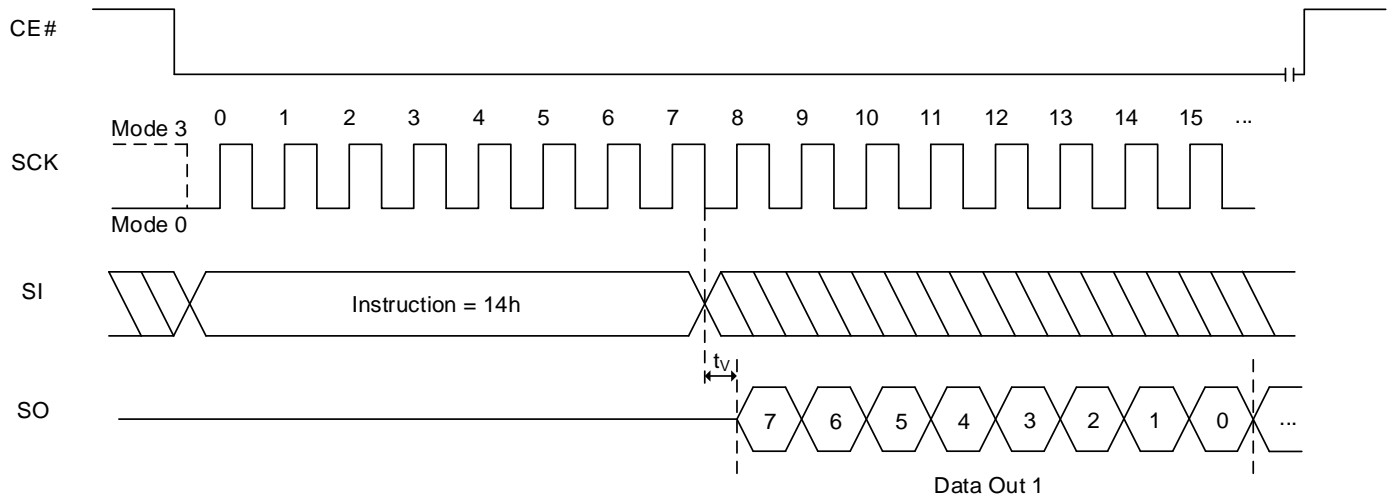 CE#
Mode 3
0 1 2 3 4 5 6 7 8 9 10 11 12 13 14 15 ...
SCK
Mode 0
SI
Instruction = 14h
tV
SO
7 6 5 4 3 2 1 0 ...
Data Out 1